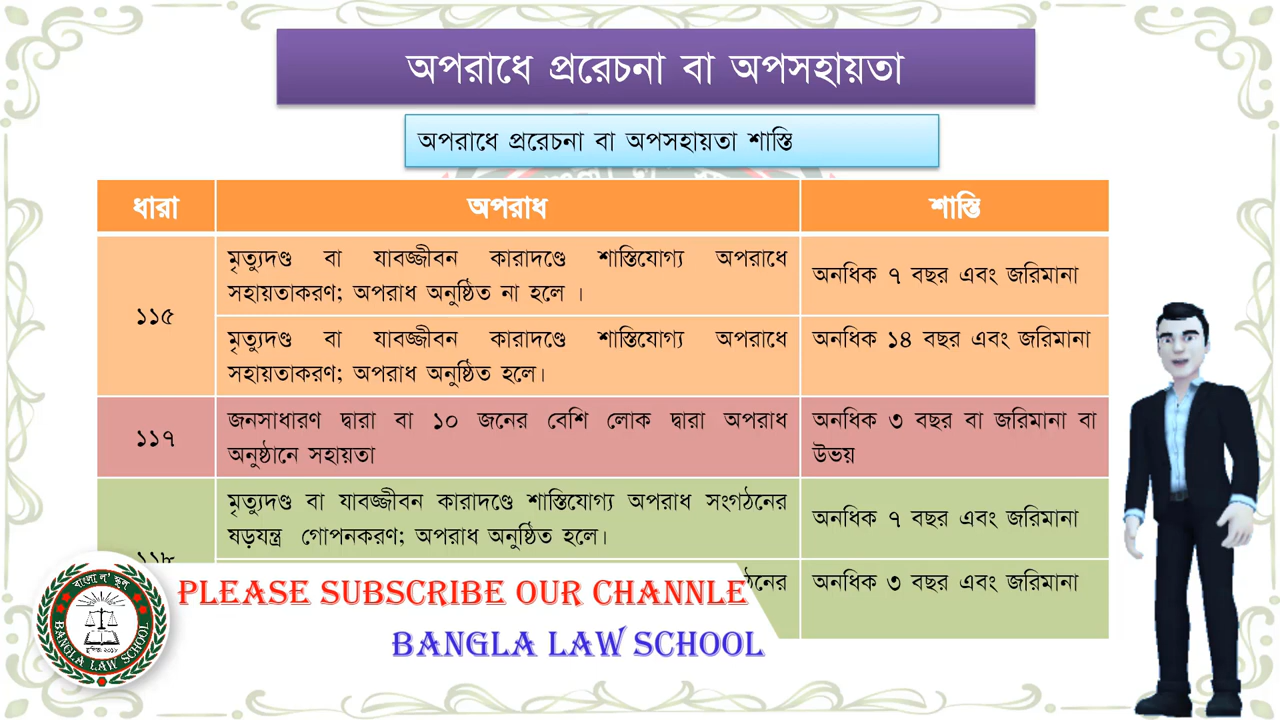 অপরাধে প্ররেচনা বা অপসহায়তা
অপরাধে প্ররেচনা বা অপসহায়তা শাস্তি
ধারা অপরাধ শাস্তি
১১৫
মৃত্যুদণ্ড বা যাবজ্জীবন কারাদণ্ডে শাস্তিযোগ্য অপরাধে
সহায়তাকরণ; অপরাধ অনুষ্ঠিত না হলে ।
অনধিক ৭ বছর এবং জরিমানা
মৃত্যুদণ্ড বা যাবজ্জীবন কারাদণ্ডে শাস্তিযোগ্য অপরাধে
সহায়তাকরণ; অপরাধ অনুষ্ঠিত হলে।
অনধিক ১৪ বছর এবং জরিমানা
১১৭
জনসাধারণ দ্বারা বা ১০ জনের বেশি লোক দ্বারা অপরাধ
অনুষ্ঠানে সহায়তা
অনধিক ৩ বছর বা জরিমানা বা
উভয়
১১৮
মৃত্যুদণ্ড বা যাবজ্জীবন কারাদণ্ডে শাস্তিযোগ্য অপরাধ সংগঠনের
ষড়যন্ত্র গোপনকরণ; অপরাধ অনুষ্ঠিত হলে।
অনধিক ৭ বছর এবং জরিমানা
অনধিক ৩ বছর এবং জরিমানা
PLEASE SUBSCRIBE OUR CHANNLE
BANGLA LAW SCHOOL
বাংলা ল' স্কুল
BANGLA LAW SCHOOL